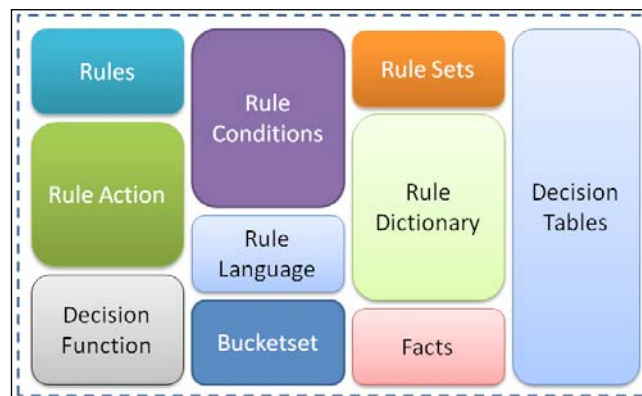 Rules
Rule Action
Decision
Function
Rule
Conditions
Rule
Language
Bucketset
Rule Sets
Rule
Dictionary
Facts
Decision
Tables